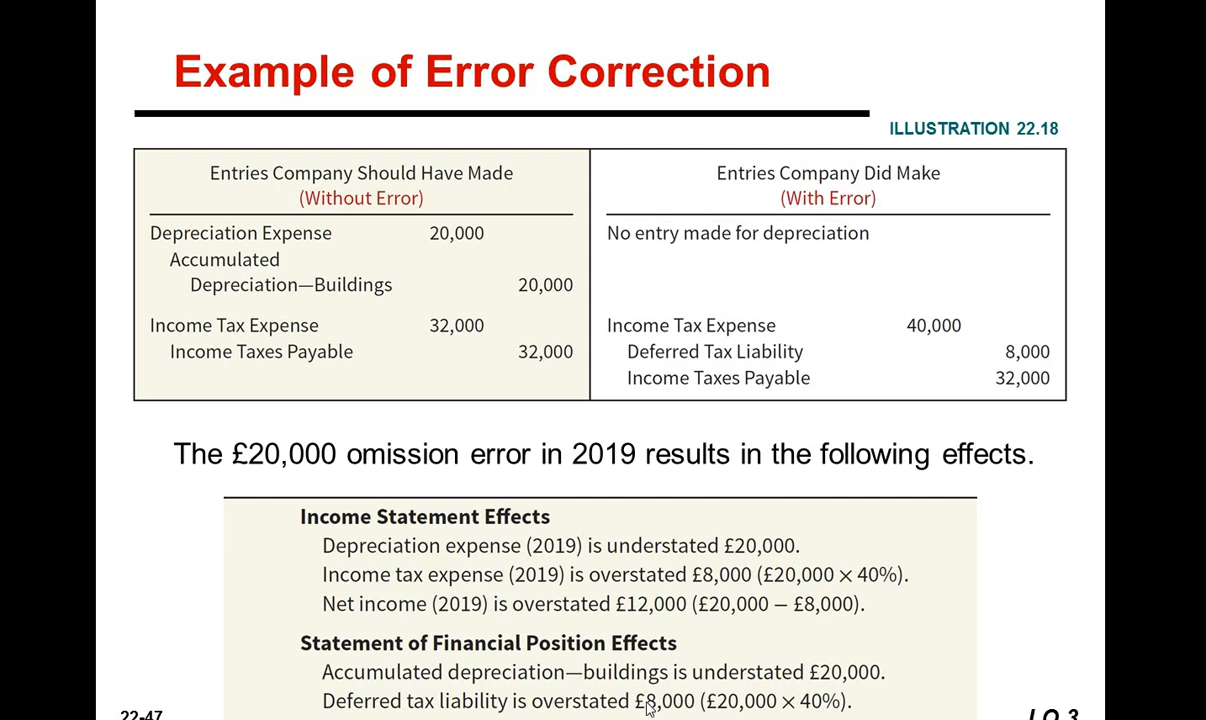 Example of Error Correction
ILLUSTRATION 22.18
Entries Company Should Have Made
(Without Error)
Depreciation Expense 20,000
Accumulated
Depreciation—Buildings 20,000
Income Tax Expense 32,000
Income Taxes Payable 32,000
Entries Company Did Make
(With Error)
No entry made for depreciation
Income Tax Expense 40,000
Deferred Tax Liability 8,000
Income Taxes Payable 32,000
The £20,000 omission error in 2019 results in the following effects.
Income Statement Effects
Depreciation expense (2019) is understated £20,000.
Income tax expense (2019) is overstated £8,000 (£20,000 × 40%).
Net income (2019) is overstated £12,000 (£20,000 − £8,000).
Statement of Financial Position Effects
Accumulated depreciation—buildings is understated £20,000.
Deferred tax liability is overstated £8,000 (£20,000 × 40%).
22-47
LO 3